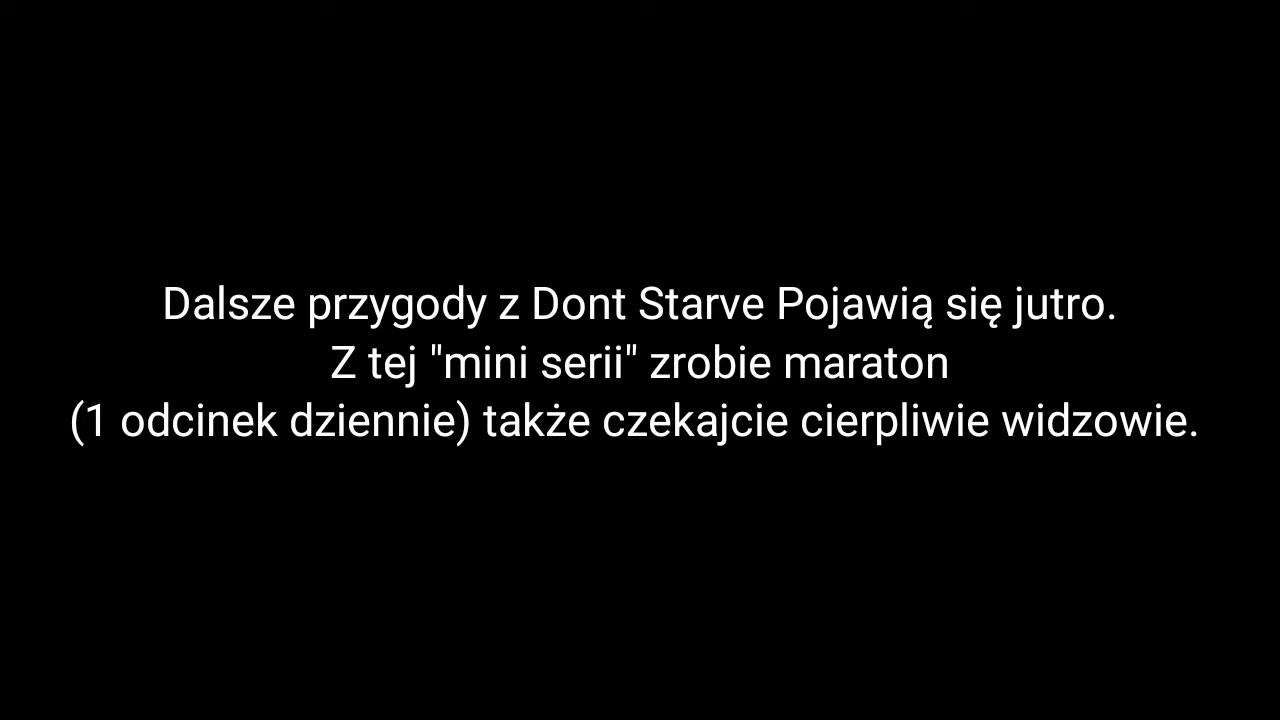 Dalsze przygody z Dont Starve Pojawią się jutro.
Z tej "mini serii" zrobie maraton
(1 odcinek dziennie) także czekajcie cierpliwie widzowie.